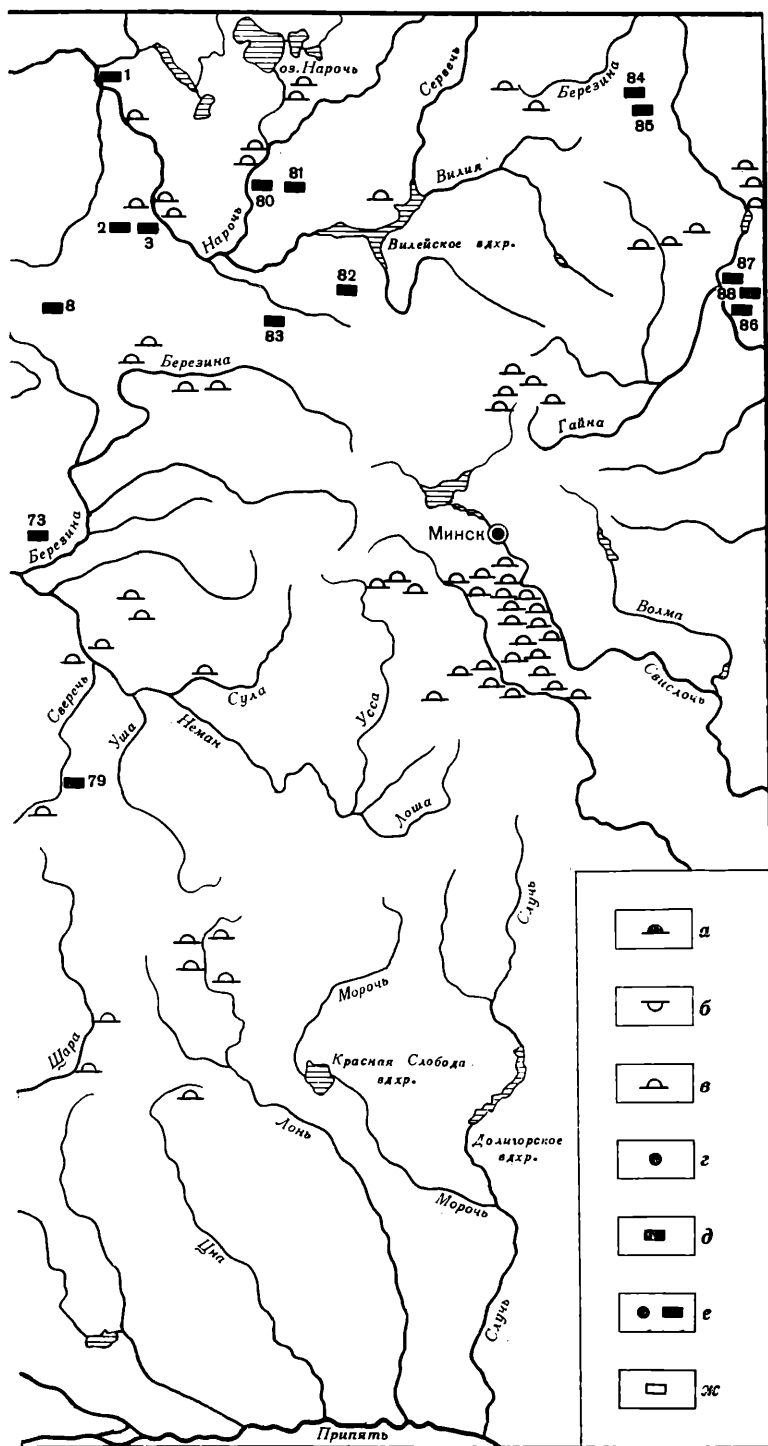 1
оз. Нарочь
Сервечь
Березина
84
85
80
81
Вилия
2
3
Нарочь
Вилейское вдхр.
82
8
83
87
88
86
Березина
Гайна
73
Березина
Минск
Волма
Свислочь
Сверечь
Уша
Сула
Неман
Усса
79
Лоша
Случь
а
Морочь
б
Щара
Красная Слобода
вдхр.
в
Лонь
Долигорское
вдхр.
г
Морочь
Цна
д
Случь
е
ж
Припять